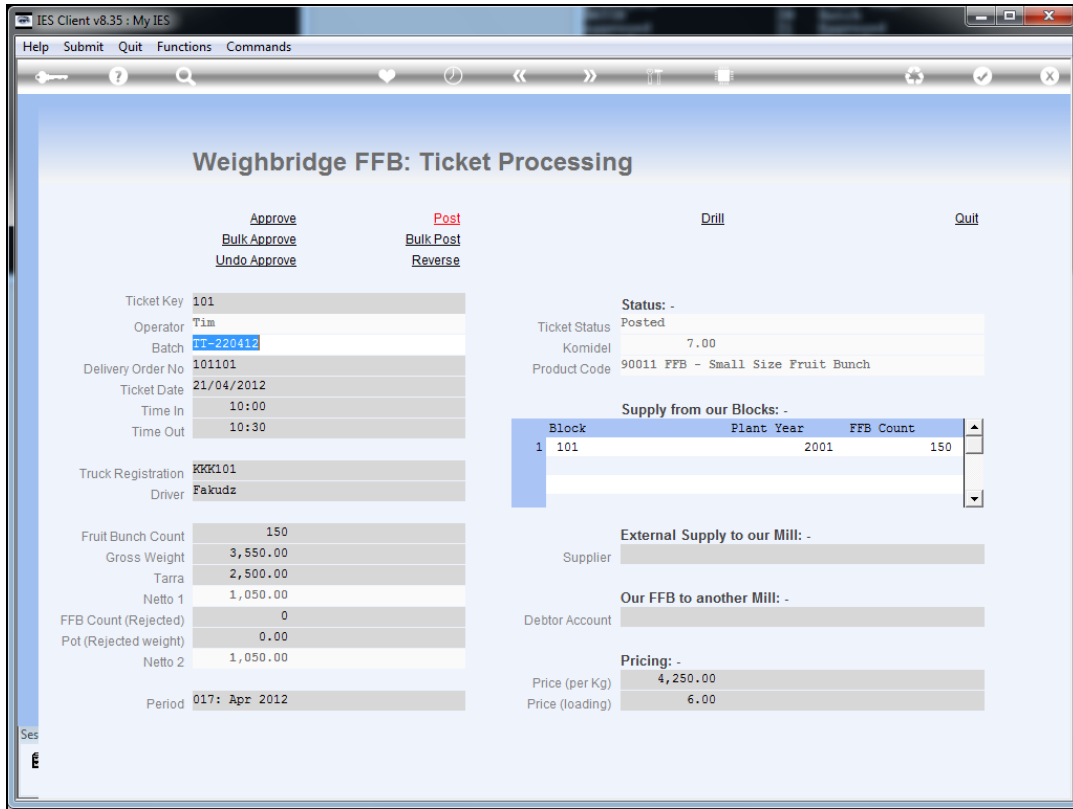 IES Client v8.35 : My IES
Help Submit Quit Functions Commands
Weighbridge FFB: Ticket Processing
Approve Post Drill Quit
Bulk Approve Bulk Post
Undo Approve Reverse
Ticket Key 101
Operator Tim
Batch TT-220412
Delivery Order No 101101
Ticket Date 21/04/2012
Time In 10:00
Time Out 10:30
Truck Registration KKK101
Driver Fakudz
Fruit Bunch Count 150
Gross Weight 3,550.00
Tarra 2,500.00
Netto 1 1,050.00
FFB Count (Rejected) 0
Pot (Rejected weight) 0.00
Netto 2 1,050.00
Period 017: Apr 2012
Status: -
Ticket Status Posted
Komidel 7.00
Product Code 90011 FFB - Small Size Fruit Bunch
Supply from our Blocks: -
Block Plant Year FFB Count
1 101 2001 150
External Supply to our Mill: -
Supplier
Our FFB to another Mill: -
Debtor Account
Pricing: -
Price (per Kg) 4,250.00
Price (loading) 6.00
Ses